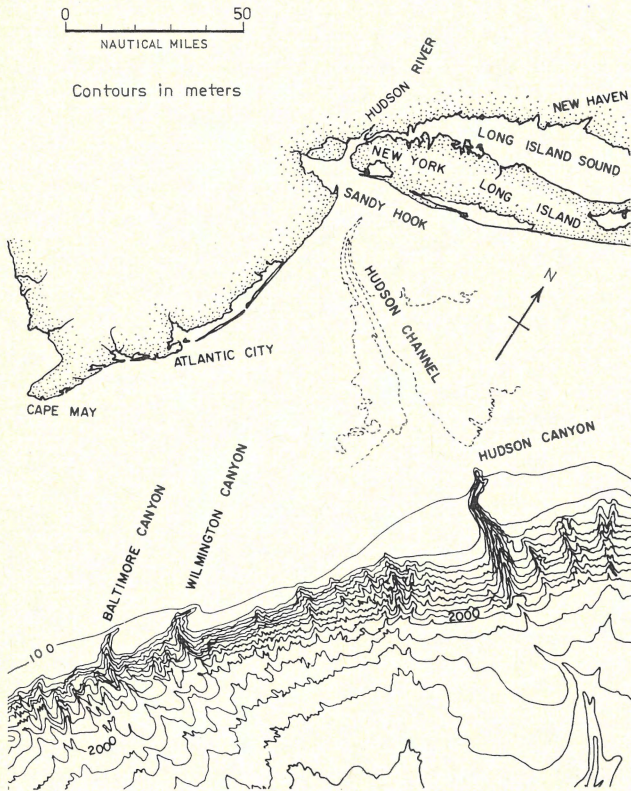 0 50
NAUTICAL MILES
Contours in meters
HUDSON RIVER
NEW HAVEN
LONG ISLAND SOUND
NEW YORK
LONG ISLAND
SANDY HOOK
HUDSON CHANNEL
N
ATLANTIC CITY
CAPE MAY
HUDSON CANYON
BALTIMORE CANYON
WILMINGTON CANYON
100
2000
2000